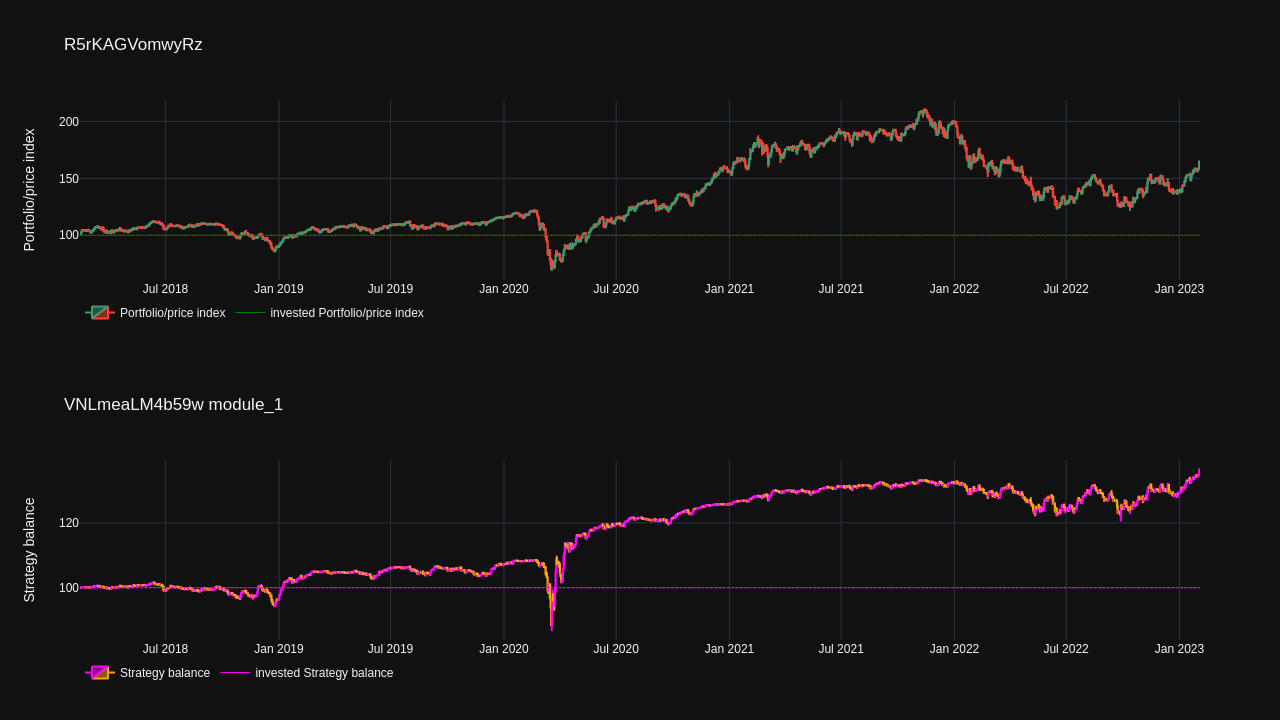 R5rKAGVomwyRz
Portfolio/price index
200
150
100
Jul 2018 Jan 2019 Jul 2019 Jan 2020 Jul 2020 Jan 2021 Jul 2021 Jan 2022 Jul 2022 Jan 2023
Portfolio/price index invested Portfolio/price index
VNLmeaLM4b59w module_1
Strategy balance
120
100
Jul 2018 Jan 2019 Jul 2019 Jan 2020 Jul 2020 Jan 2021 Jul 2021 Jan 2022 Jul 2022 Jan 2023
Strategy balance invested Strategy balance